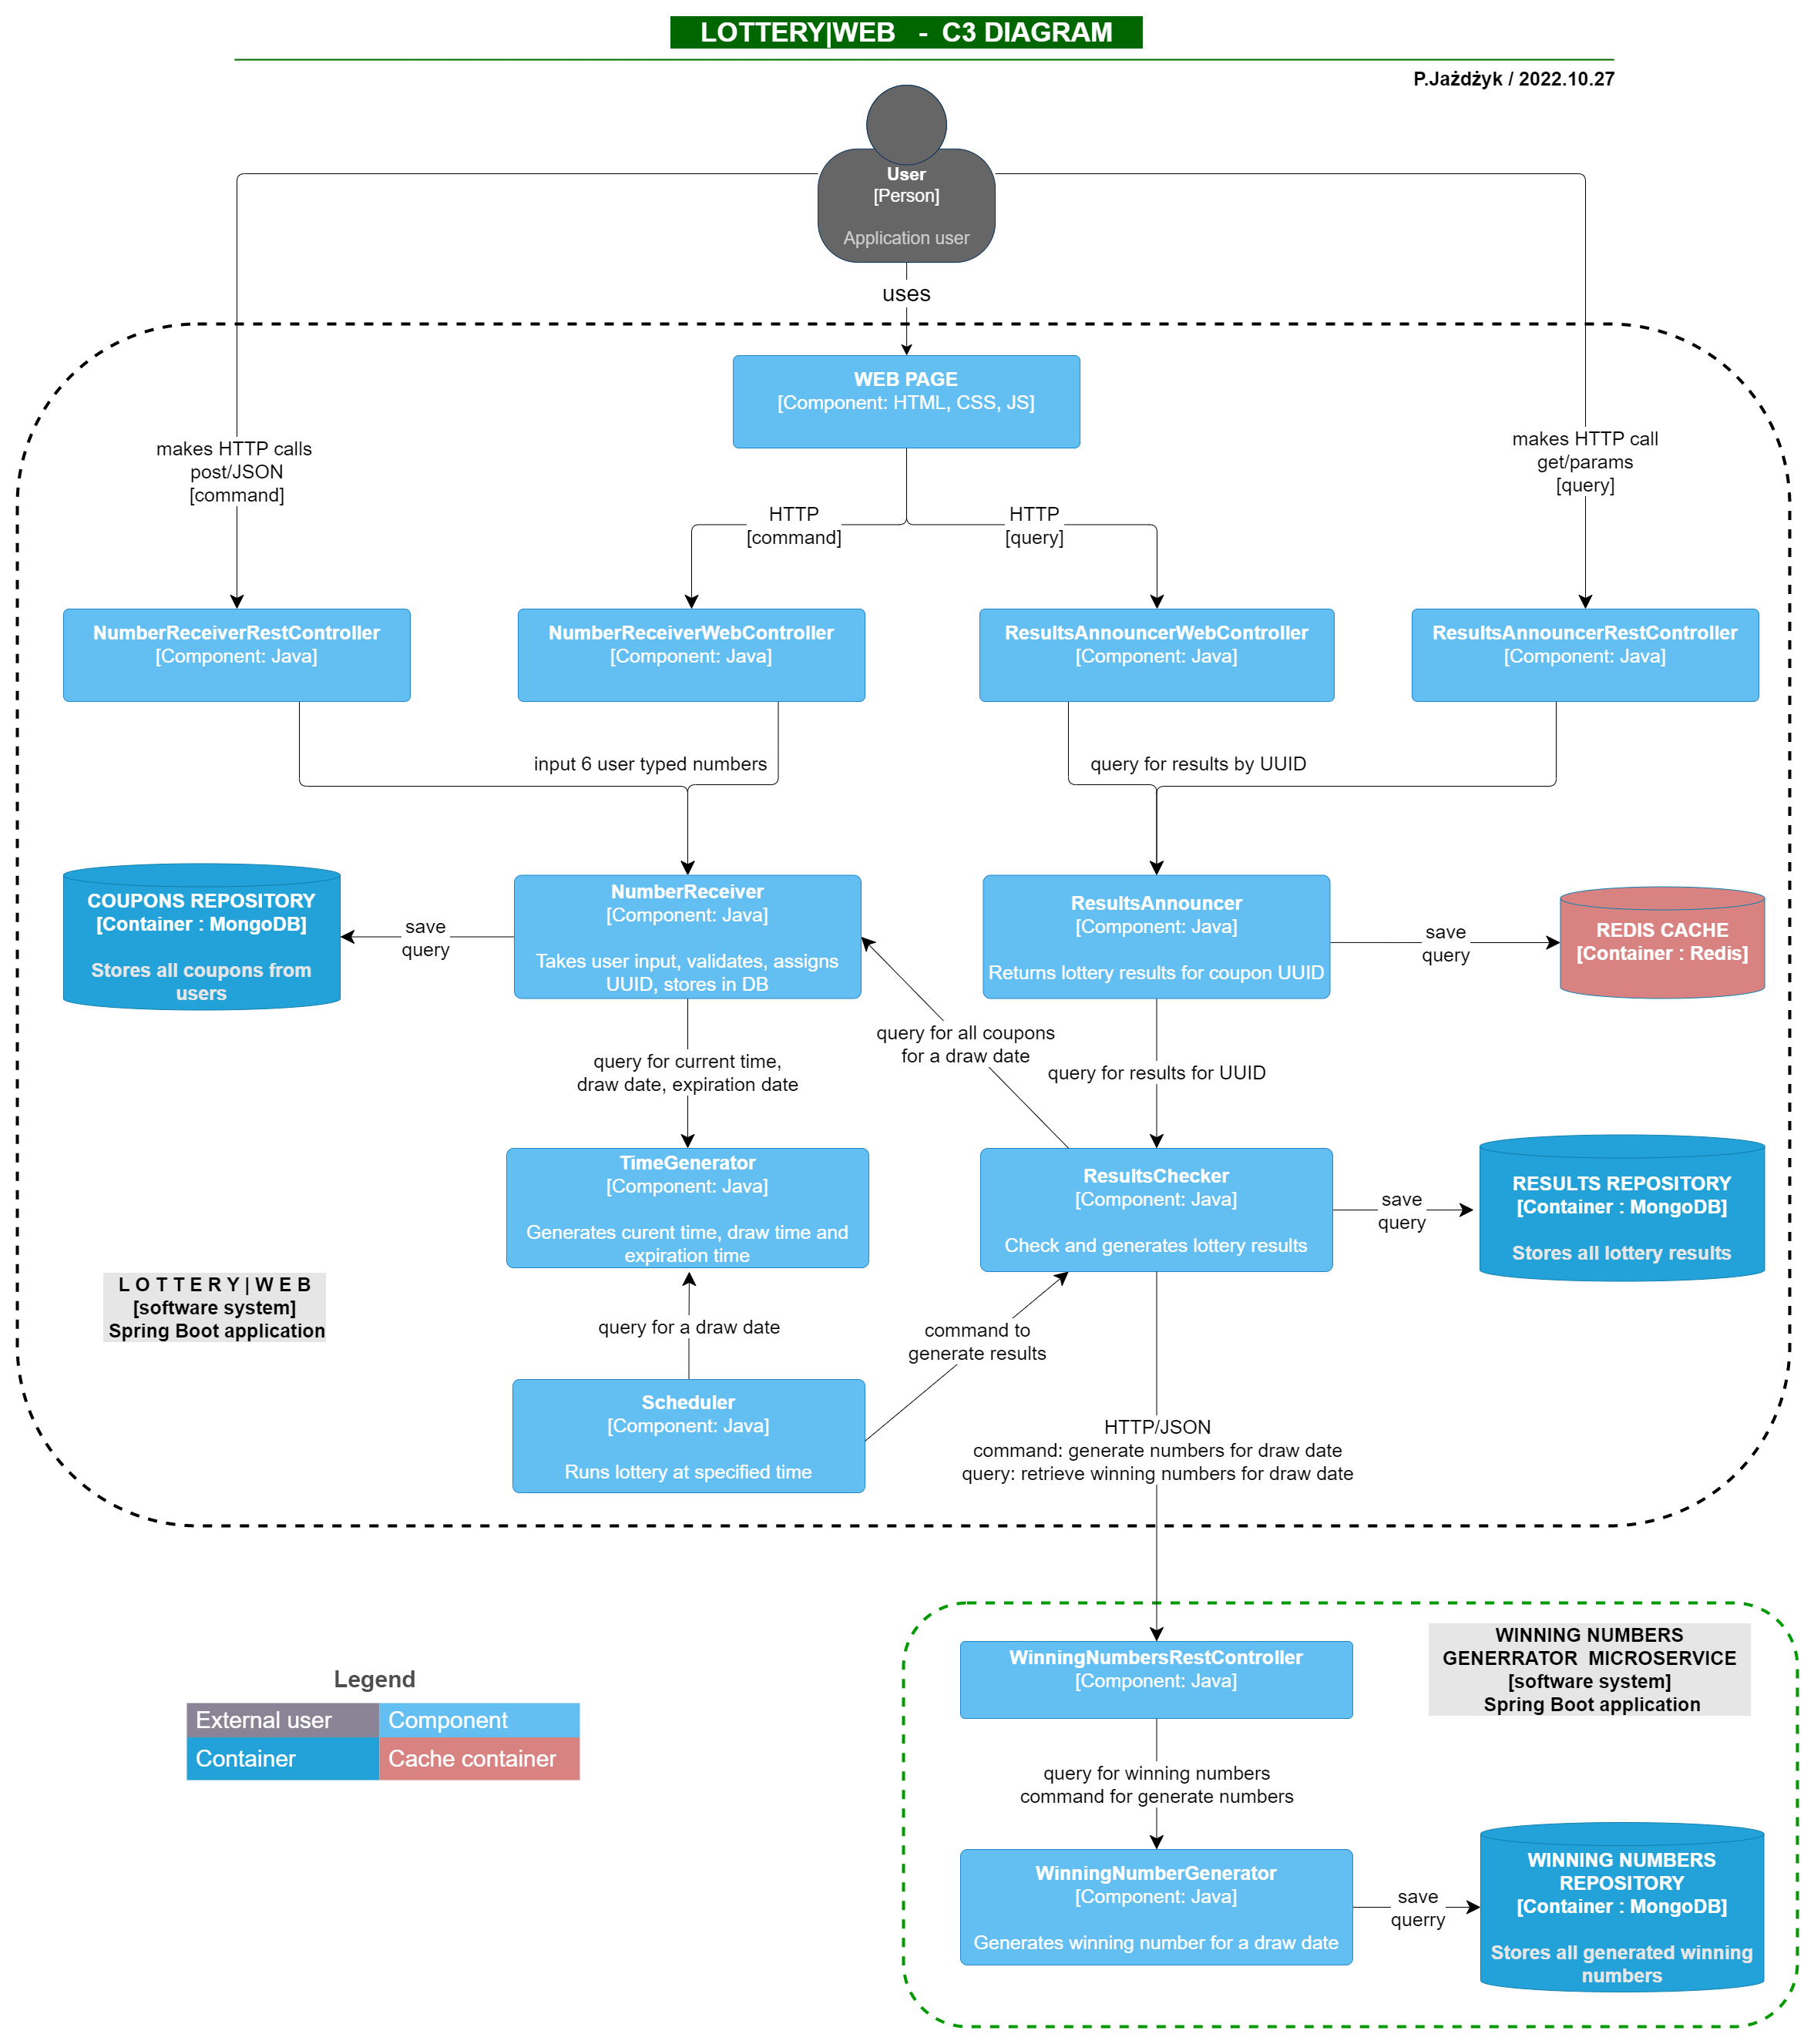 LOTTERY|WEB - C3 DIAGRAM
P.Jażdżyk / 2022.10.27
User
[Person]
Application user
uses
WEB PAGE
[Component: HTML, CSS, JS]
makes HTTP calls
post/JSON
[command]
makes HTTP call
get/params
[query]
HTTP
[command]
HTTP
[query]
NumberReceiverRestController
[Component: Java]
NumberReceiverWebController
[Component: Java]
ResultsAnnouncerWebController
[Component: Java]
ResultsAnnouncerRestController
[Component: Java]
input 6 user typed numbers
query for results by UUID
COUPONS REPOSITORY
[Container : MongoDB]
Stores all coupons from
users
save
query
NumberReceiver
[Component: Java]
Takes user input, validates, assigns
UUID, stores in DB
ResultsAnnouncer
[Component: Java]
Returns lottery results for coupon UUID
save
query
REDIS CACHE
[Container : Redis]
query for all coupons
for a draw date
query for current time,
draw date, expiration date
query for results for UUID
TimeGenerator
[Component: Java]
Generates curent time, draw time and
expiration time
ResultsChecker
[Component: Java]
Check and generates lottery results
save
query
RESULTS REPOSITORY
[Container : MongoDB]
Stores all lottery results
L O T T E R Y | W E B
[software system]
Spring Boot application
query for a draw date
command to
generate results
Scheduler
[Component: Java]
Runs lottery at specified time
HTTP/JSON
command: generate numbers for draw date
query: retrieve winning numbers for draw date
WinningNumbersRestController
[Component: Java]
WINNING NUMBERS
GENERRATOR MICROSERVICE
[software system]
Spring Boot application
Legend
External user
Component
Container
Cache container
query for winning numbers
command for generate numbers
WinningNumberGenerator
[Component: Java]
Generates winning number for a draw date
save
querry
WINNING NUMBERS
REPOSITORY
[Container : MongoDB]
Stores all generated winning
numbers